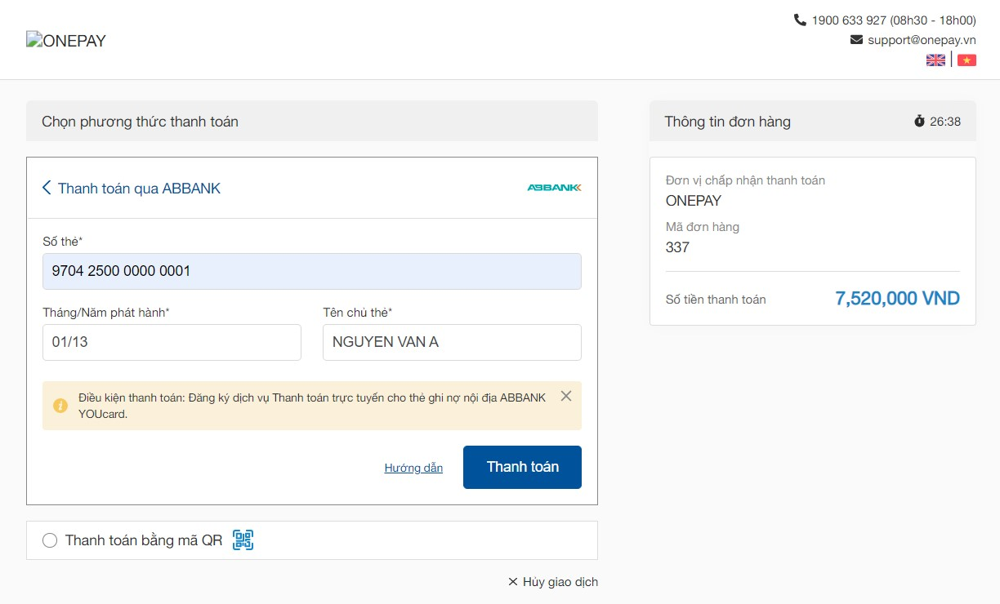 ONEPAY
1900 633 927 (08h30 - 18h00)
support@onepay.vn
Chọn phương thức thanh toán
Thanh toán qua ABBANK
ABBANK
Số thẻ*
9704 2500 0000 0001
Tháng/Năm phát hành*
Tên chủ thẻ*
01/13
NGUYEN VAN A
Điều kiện thanh toán: Đăng ký dịch vụ Thanh toán trực tuyến cho thẻ ghi nợ nội địa ABBANK
YOUcard.
Hướng dẫn
Thanh toán
Thanh toán bằng mã QR
Hủy giao dịch
Thông tin đơn hàng
26:38
Đơn vị chấp nhận thanh toán
ONEPAY
Mã đơn hàng
337
Số tiền thanh toán
7,520,000 VND